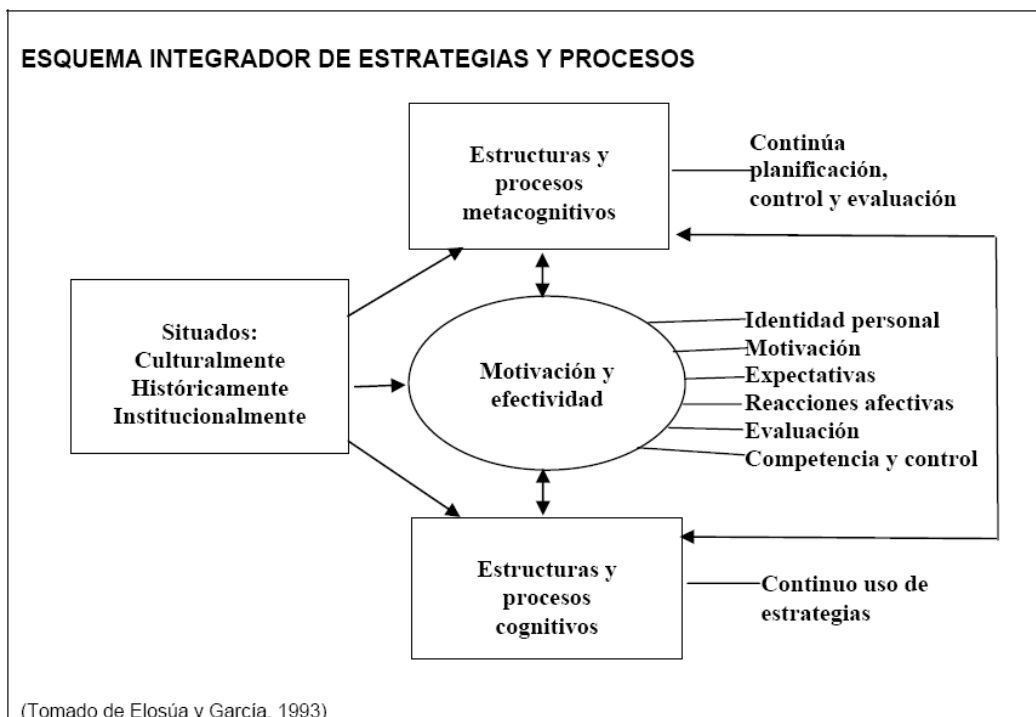 ESQUEMA INTEGRADOR DE ESTRATEGIAS Y PROCESOS
Estructuras y
procesos
metacognitivos
Continúa
planificación,
control y evaluación
Situados:
Culturalmente
Históricamente
Institucionalmente
Motivación y
efectividad
Identidad personal
Motivación
Expectativas
Reacciones afectivas
Evaluación
Competencia y control
Estructuras y
procesos
cognitivos
Continuo uso de
estrategias
(Tomado de Elosúa y García, 1993)